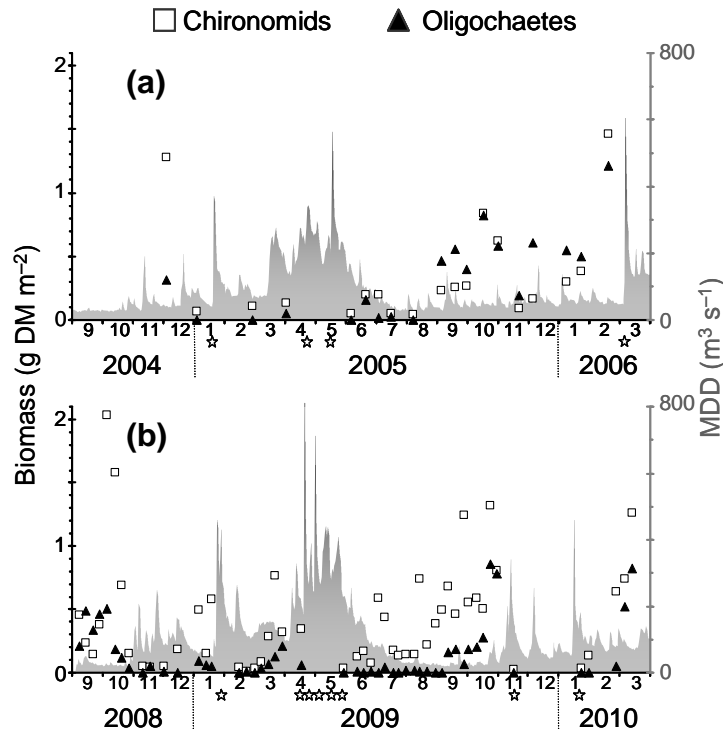 □ Chironomids ▲ Oligochaetes
(a)
2
1
0
800
0
9 10 11 12 1 2 3 4 5 6 7 8 9 10 11 12 1 2 3
☆ ☆ ☆ ☆
2004 2005 2006
Biomass (g DM m⁻²)
MDD (m³ s⁻¹)
(b)
2
1
0
800
0
9 10 11 12 1 2 3 4 5 6 7 8 9 10 11 12 1 2 3
☆ ☆☆☆☆☆ ☆ ☆
2008 2009 2010